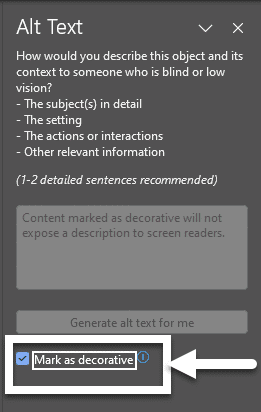 Alt Text
How would you describe this object and its
context to someone who is blind or low
vision?
- The subject(s) in detail
- The setting
- The actions or interactions
- Other relevant information
(1-2 detailed sentences recommended)
Content marked as decorative will not
expose a description to screen readers.
Generate alt text for me
Mark as decorative